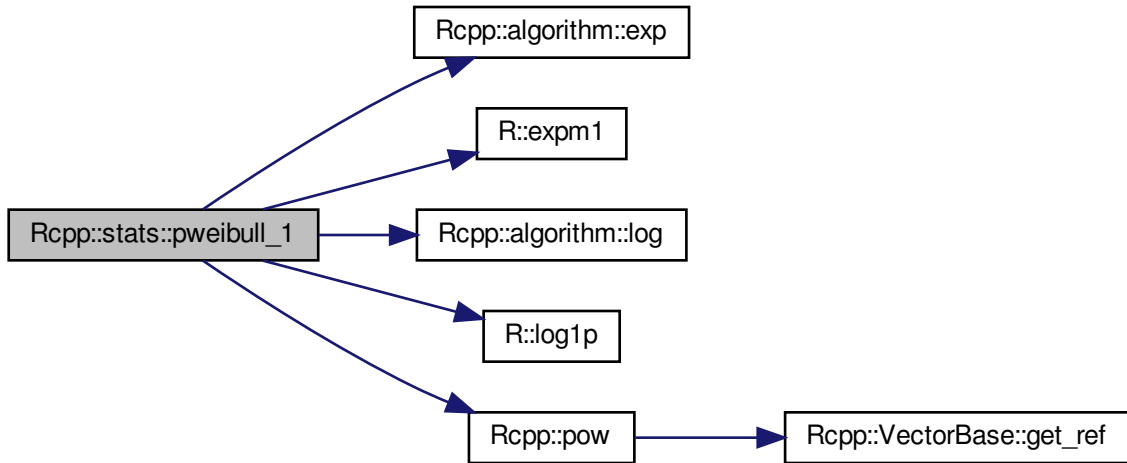 Rcpp::algorithm::exp
R::expm1
Rcpp::stats::pweibull_1
Rcpp::algorithm::log
R::log1p
Rcpp::pow
Rcpp::VectorBase::get_ref